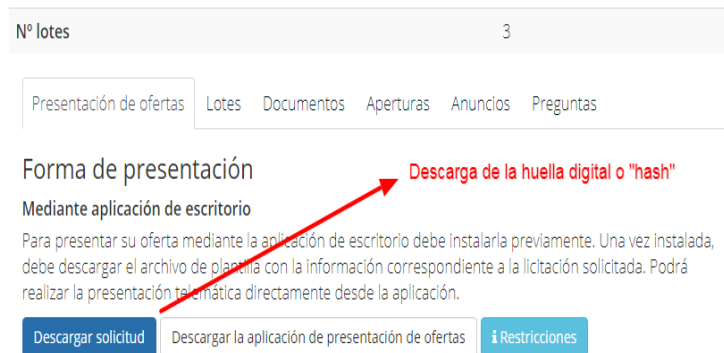 Nº lotes 3
Presentación de ofertas Lotes Documentos Aperturas Anuncios Preguntas
Forma de presentación
Descarga de la huella digital o "hash"
Mediante aplicación de escritorio
Para presentar su oferta mediante la aplicación de escritorio debe instalarla previamente. Una vez instalada,
debe descargar el archivo de plantilla con la información correspondiente a la licitación solicitada. Podrá
realizar la presentación telemática directamente desde la aplicación.
Descargar solicitud Descargar la aplicación de presentación de ofertas i Restricciones